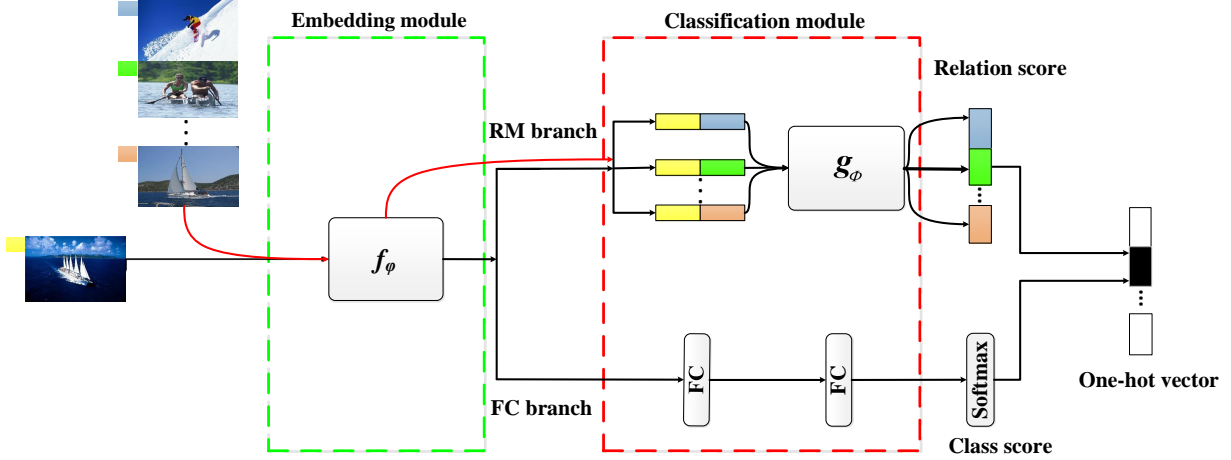 Embedding module
Classification module
Relation score
RM branch
g_Φ
f_φ
FC branch
FC
FC
Softmax
One-hot vector
Class score